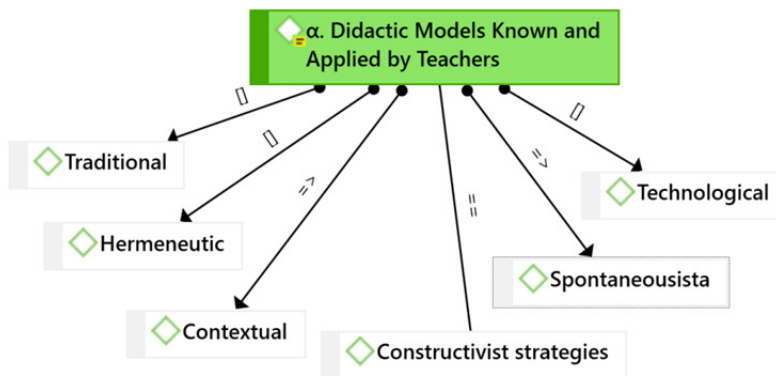 α. Didactic Models Known and
Applied by Teachers
[]
[]
=>
==
=>
[]
Traditional
Technological
Hermeneutic
Spontaneousista
Contextual
Constructivist strategies